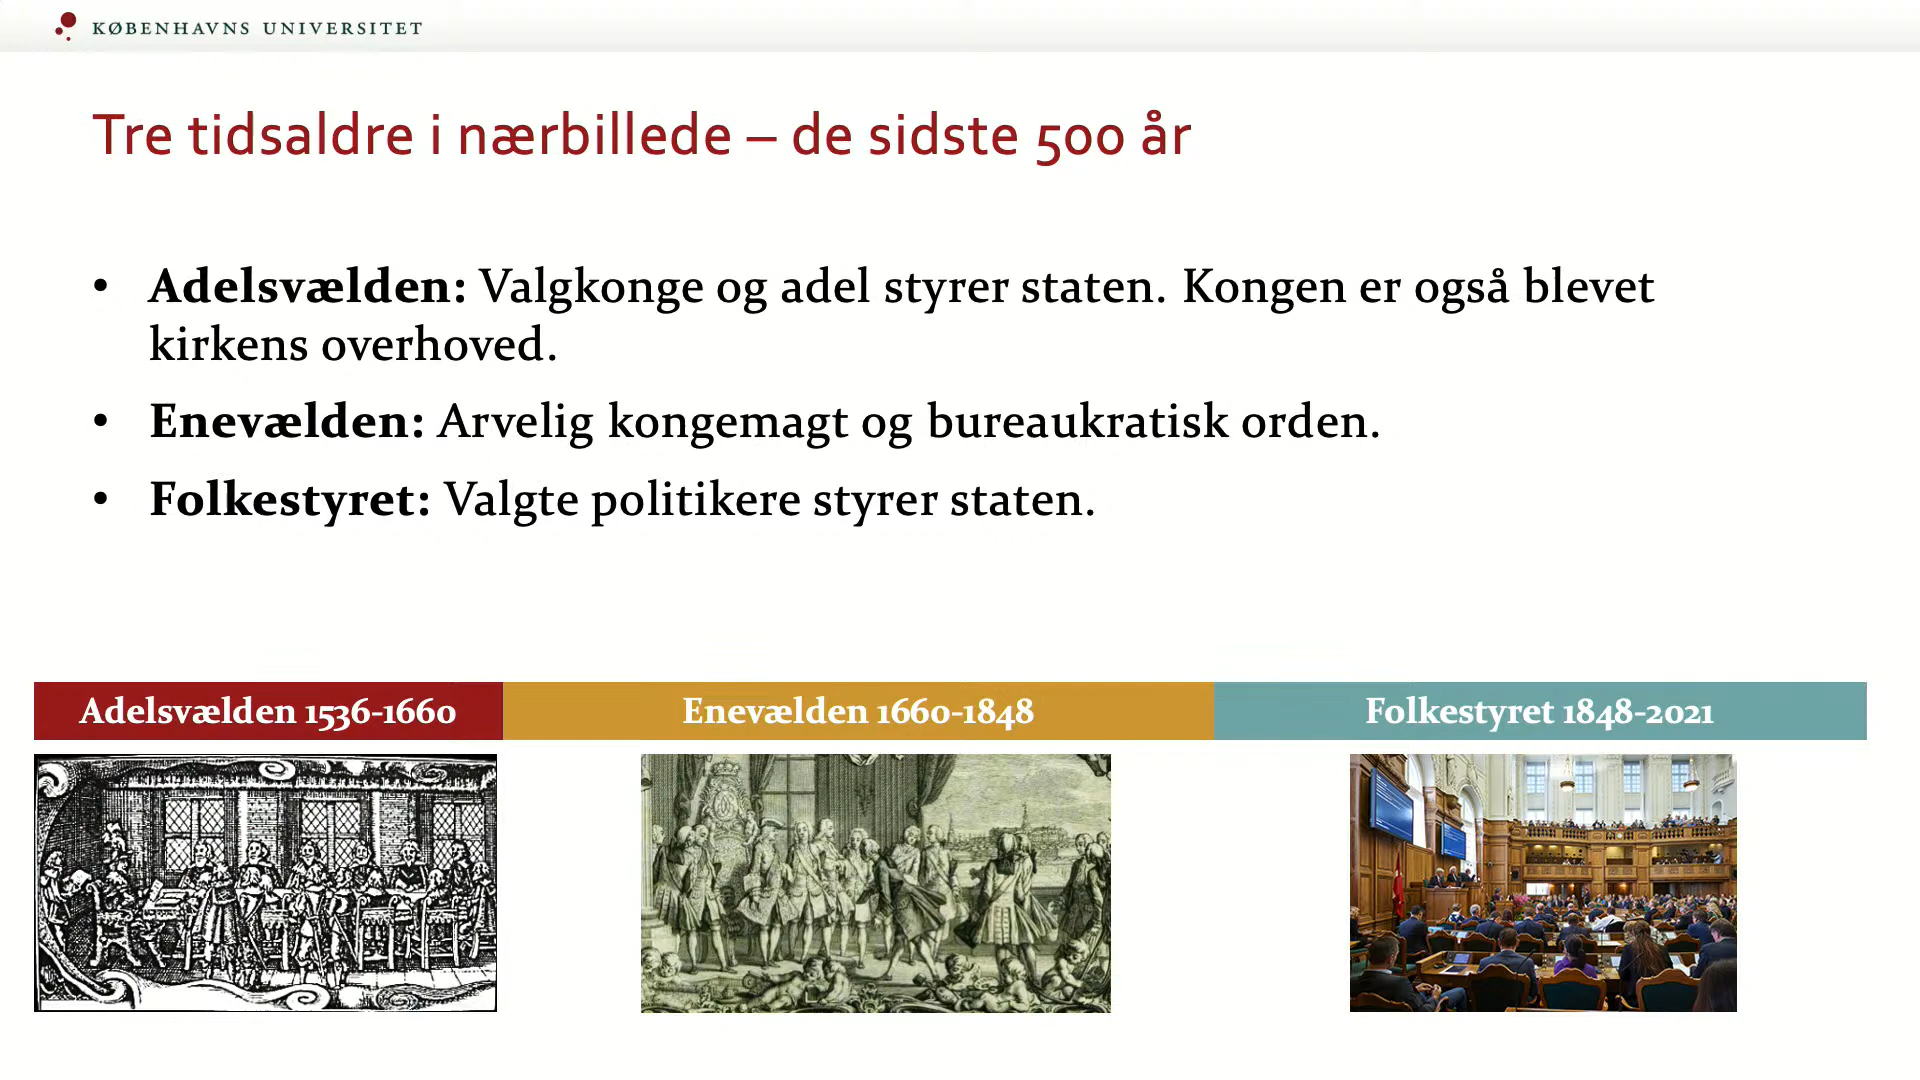 KØBENHAVNS UNIVERSITET
Tre tidsaldre i nærbillede – de sidste 500 år
• Adelsvælden: Valgkonge og adel styrer staten. Kongen er også blevet
kirkens overhoved.
• Enevælden: Arvelig kongemagt og bureaukratisk orden.
• Folkestyret: Valgte politikere styrer staten.
Adelsvælden 1536-1660
Enevælden 1660-1848
Folkestyret 1848-2021